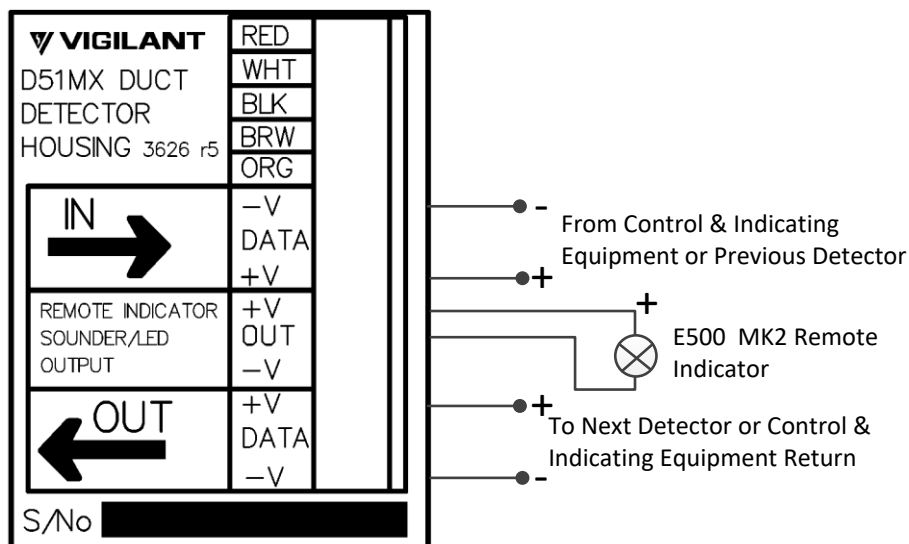 VIGILANT
D51MX DUCT
DETECTOR
HOUSING 3626 r5
RED
WHT
BLK
BRW
ORG
IN
-V
DATA
+V
REMOTE INDICATOR
SOUNDER/LED
OUTPUT
+V
OUT
-V
OUT
+V
DATA
-V
S/No
-
From Control & Indicating
Equipment or Previous Detector
+
+
E500 MK2 Remote
Indicator
+
To Next Detector or Control &
Indicating Equipment Return
-